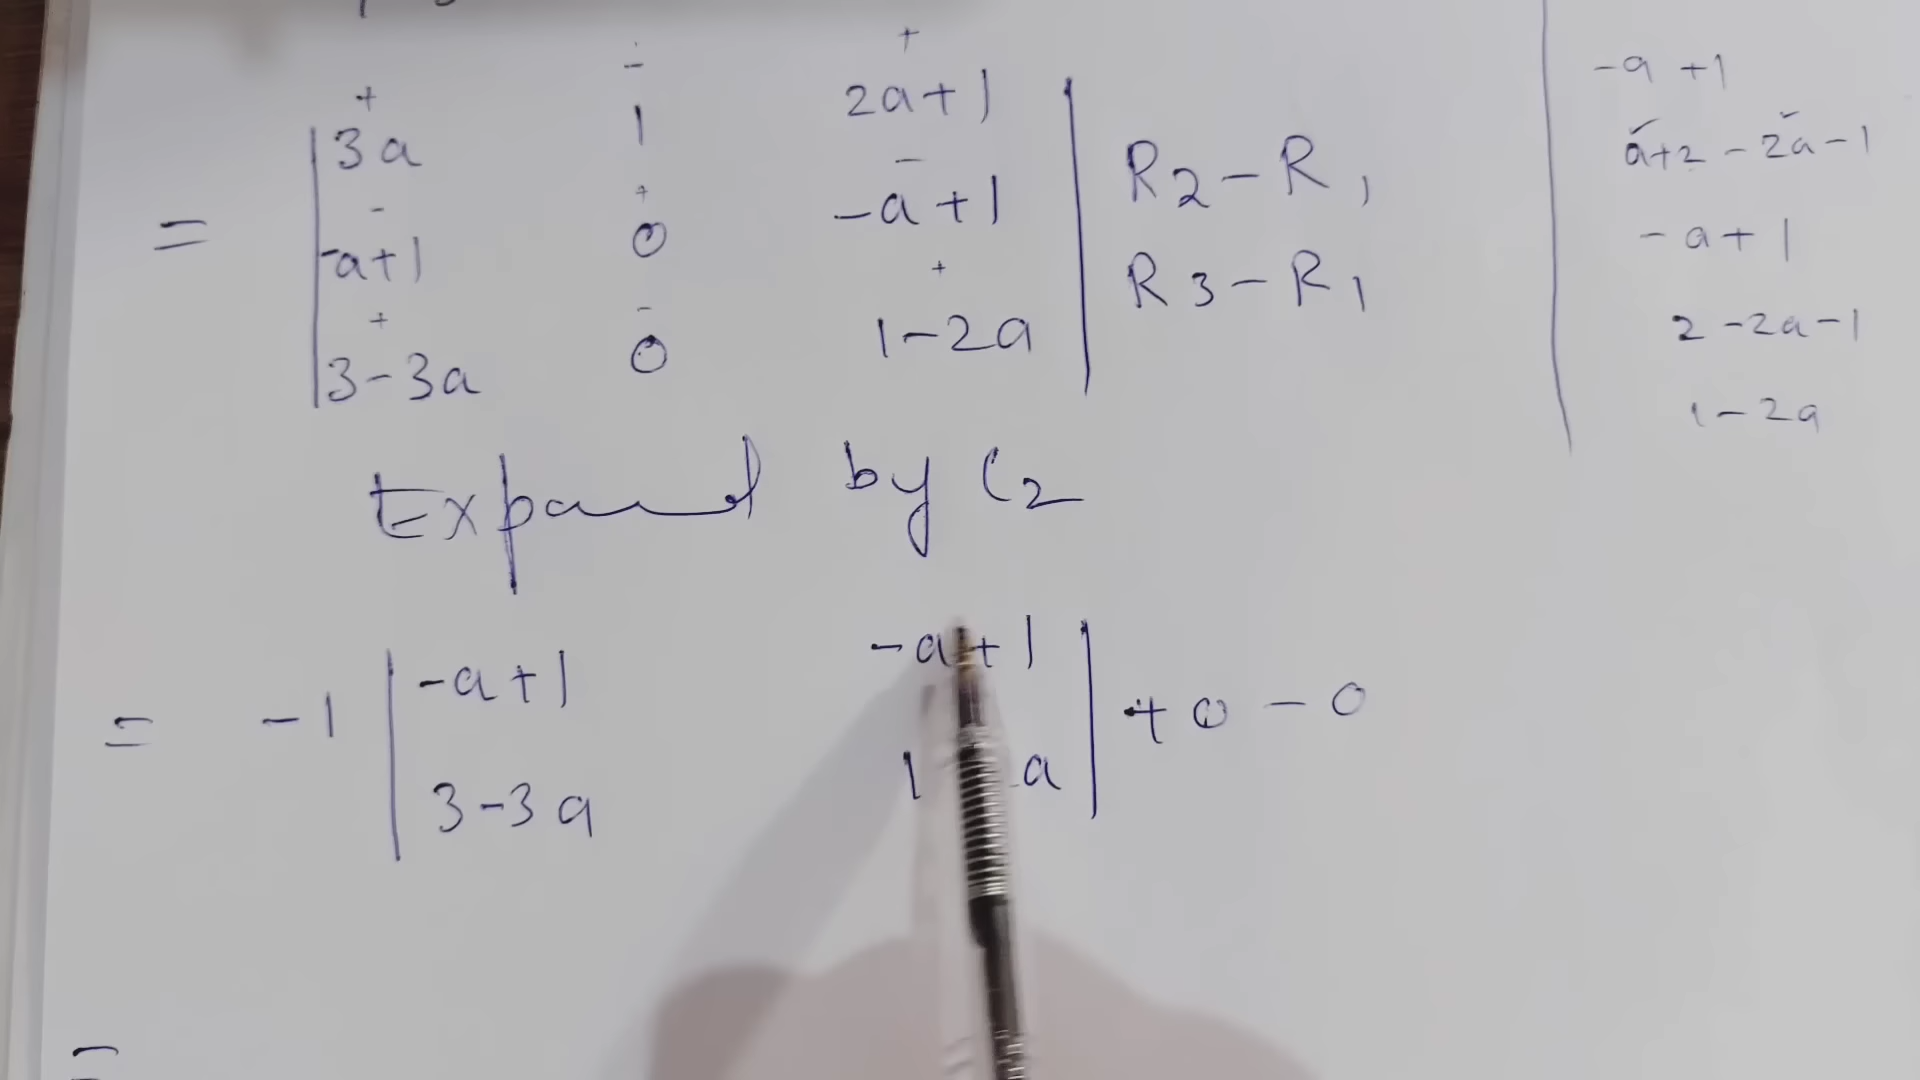 + - +
= | 3a 1 2a+1 |
- + -
-a+1 0 -a+1 R2-R1
+ - +
3-3a 0 1-2a R3-R1
Expand by C2
= -1 | -a+1 -a+1 | +0-0
3-3a 1 a
=
-a+1
a+2-2a-1
-a+1
2-2a-1
1-2a